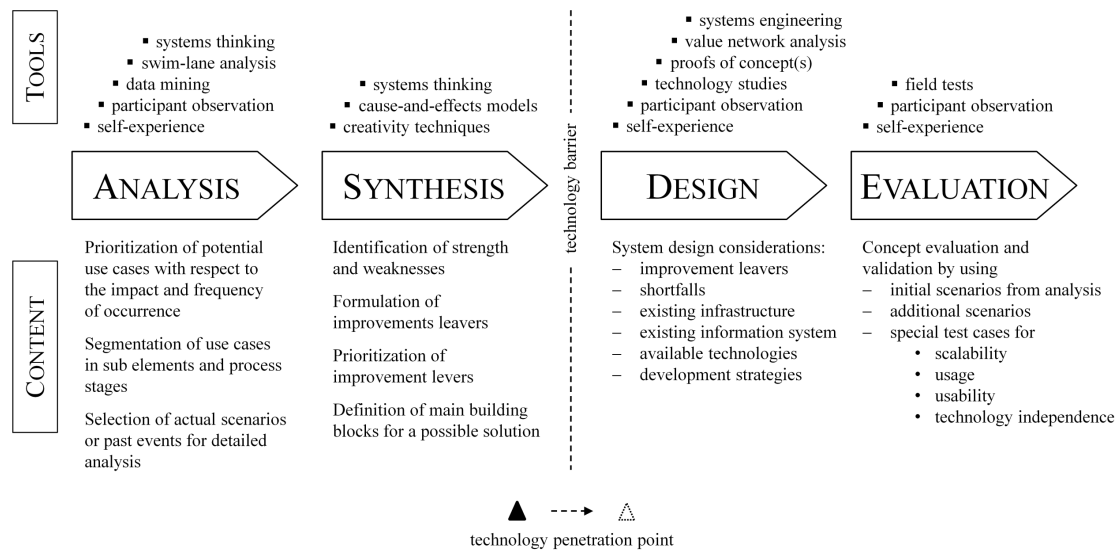 TOOLS
▪ systems thinking
▪ swim-lane analysis
▪ data mining
▪ participant observation
▪ self-experience
▪ systems thinking
▪ cause-and-effects models
▪ creativity techniques
▪ systems engineering
▪ value network analysis
▪ proofs of concept(s)
▪ technology studies
▪ participant observation
▪ self-experience
▪ field tests
▪ participant observation
▪ self-experience
ANALYSIS
SYNTHESIS
technology barrier
DESIGN
EVALUATION
CONTENT
Prioritization of potential
use cases with respect to
the impact and frequency
of occurrence
Segmentation of use cases
in sub elements and process
stages
Selection of actual scenarios
or past events for detailed
analysis
Identification of strength
and weaknesses
Formulation of
improvements leavers
Prioritization of
improvement levers
Definition of main building
blocks for a possible solution
System design considerations:
– improvement leavers
– shortfalls
– existing infrastructure
– existing information system
– available technologies
– development strategies
Concept evaluation and
validation by using
– initial scenarios from analysis
– additional scenarios
– special test cases for
• scalability
• usage
• usability
• technology independence
technology penetration point